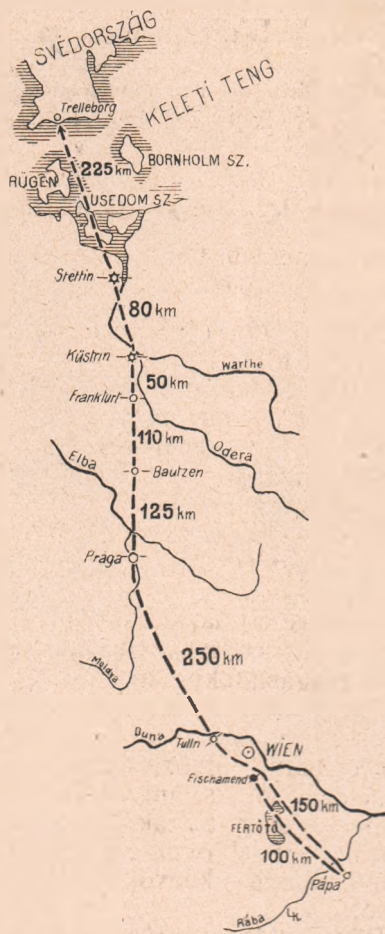 SVÉDORSZÁG
Trelleborg
KELETI TENG
225 km
BORNHOLM SZ.
RÜGEN
USEDOM SZ
Stettin
80 km
Küstrin
Warthe
50 km
Frankfurt
110 km
Odera
Elba
Bautzen
125 km
Praga
Moldva
250 km
Duna
Tulln
WIEN
Fischamend
150 km
FERTŐTÓ
100 km
Pápa
Rába